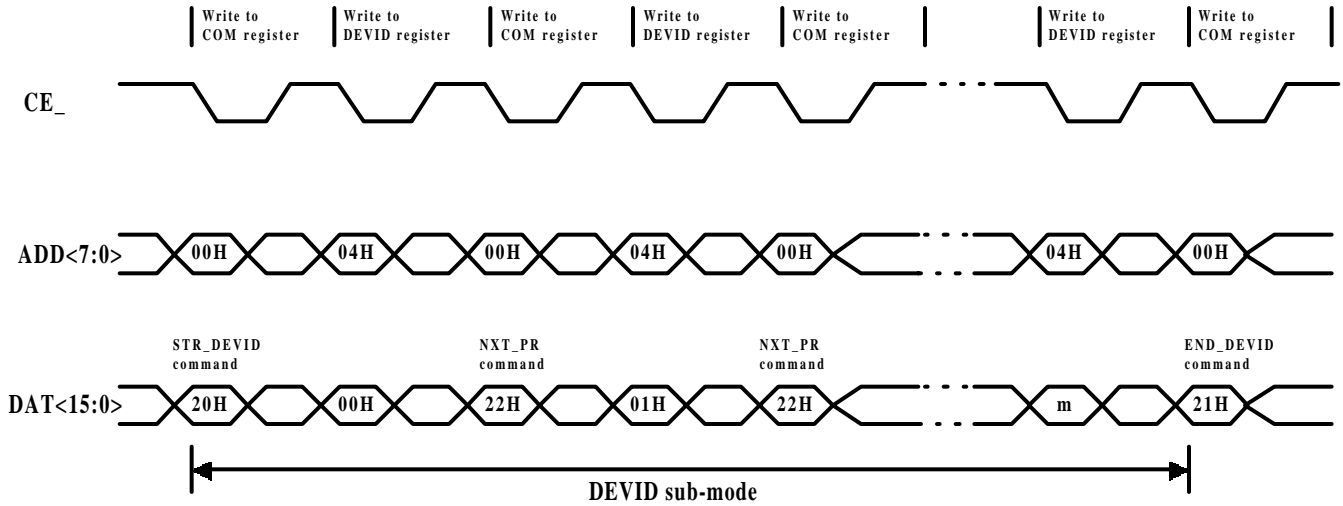 Write to Write to Write to Write to Write to Write to Write to
COM register DEVID register COM register DEVID register COM register DEVID register COM register
CE_
ADD<7:0> 00H 04H 00H 04H 00H 04H 00H
STR_DEVID NXT_PR NXT_PR END_DEVID
command command command command
DAT<15:0> 20H 00H 22H 01H 22H m 21H
DEVID sub-mode